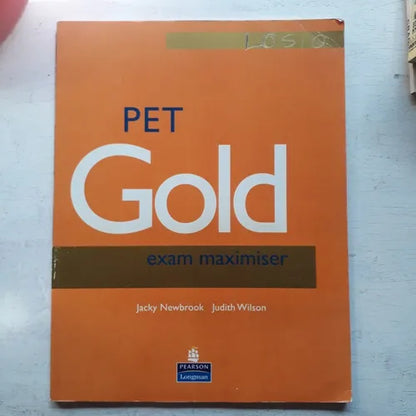 PET
Gold
exam maximiser
Jacky Newbrook Judith Wilson
PEARSON
Longman